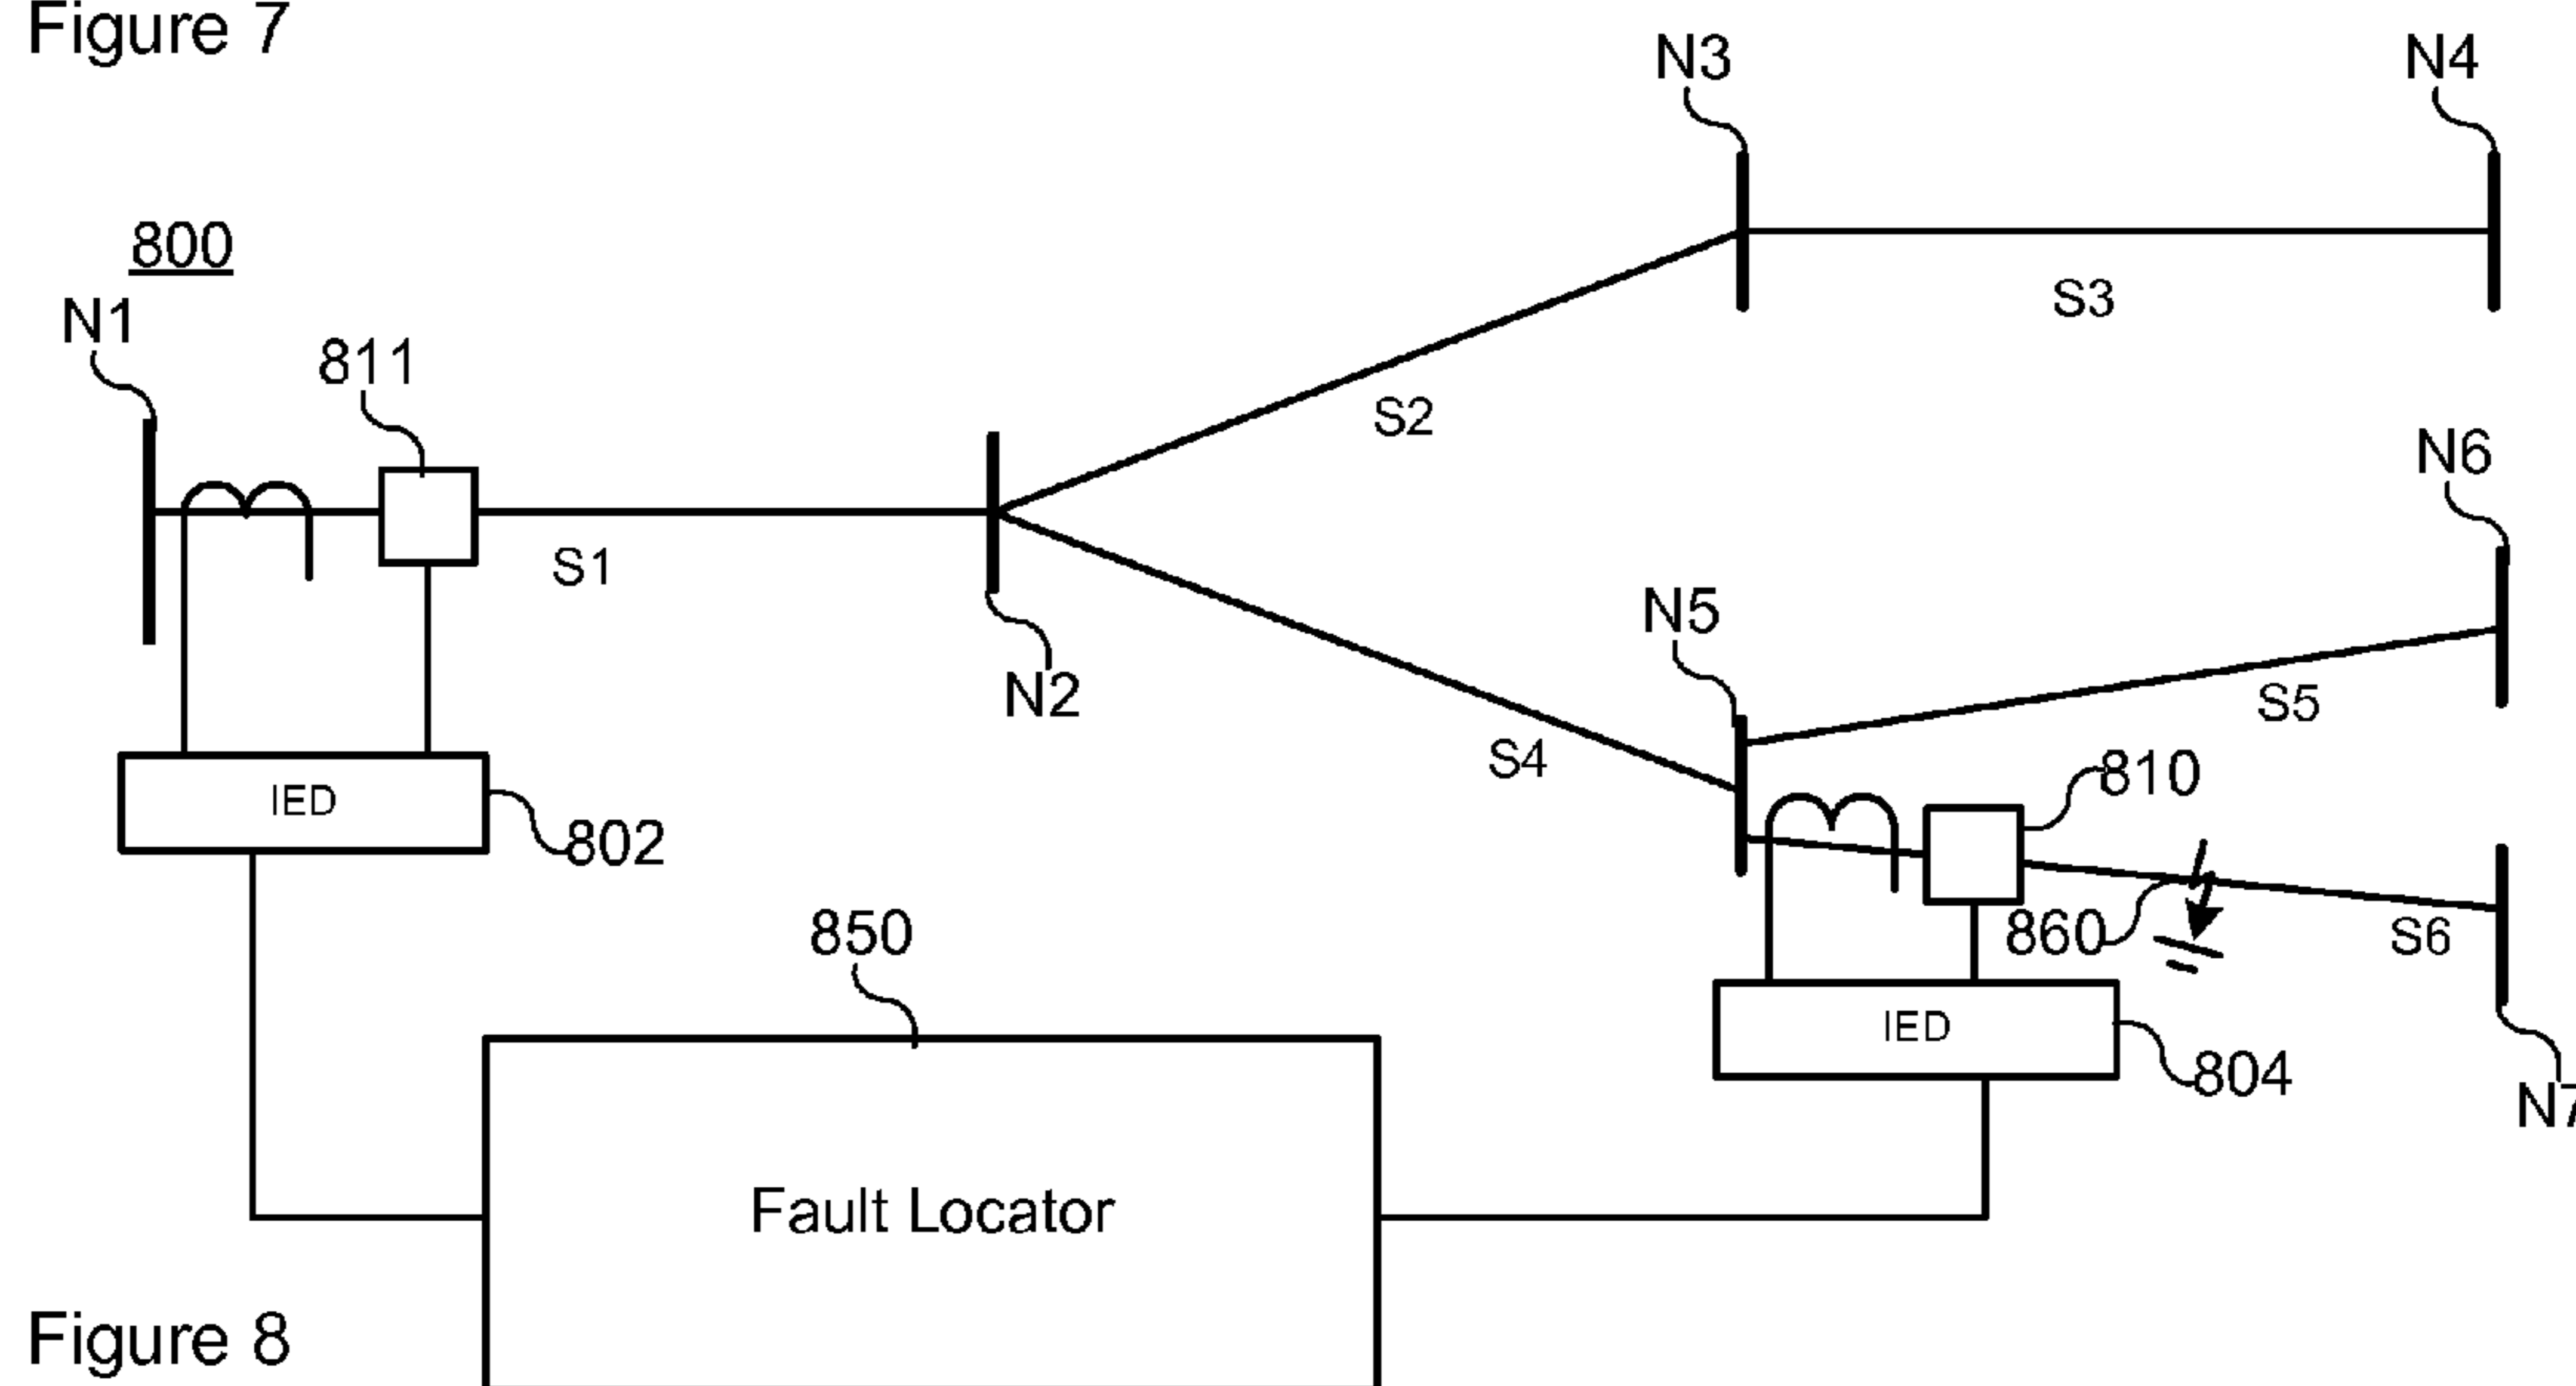 Figure 7
N3
N4
800
N1
811
S3
S2
N6
S1
N5
N2
S5
S4
810
IED
802
860
S6
850
IED
804
N7
Fault Locator
Figure 8